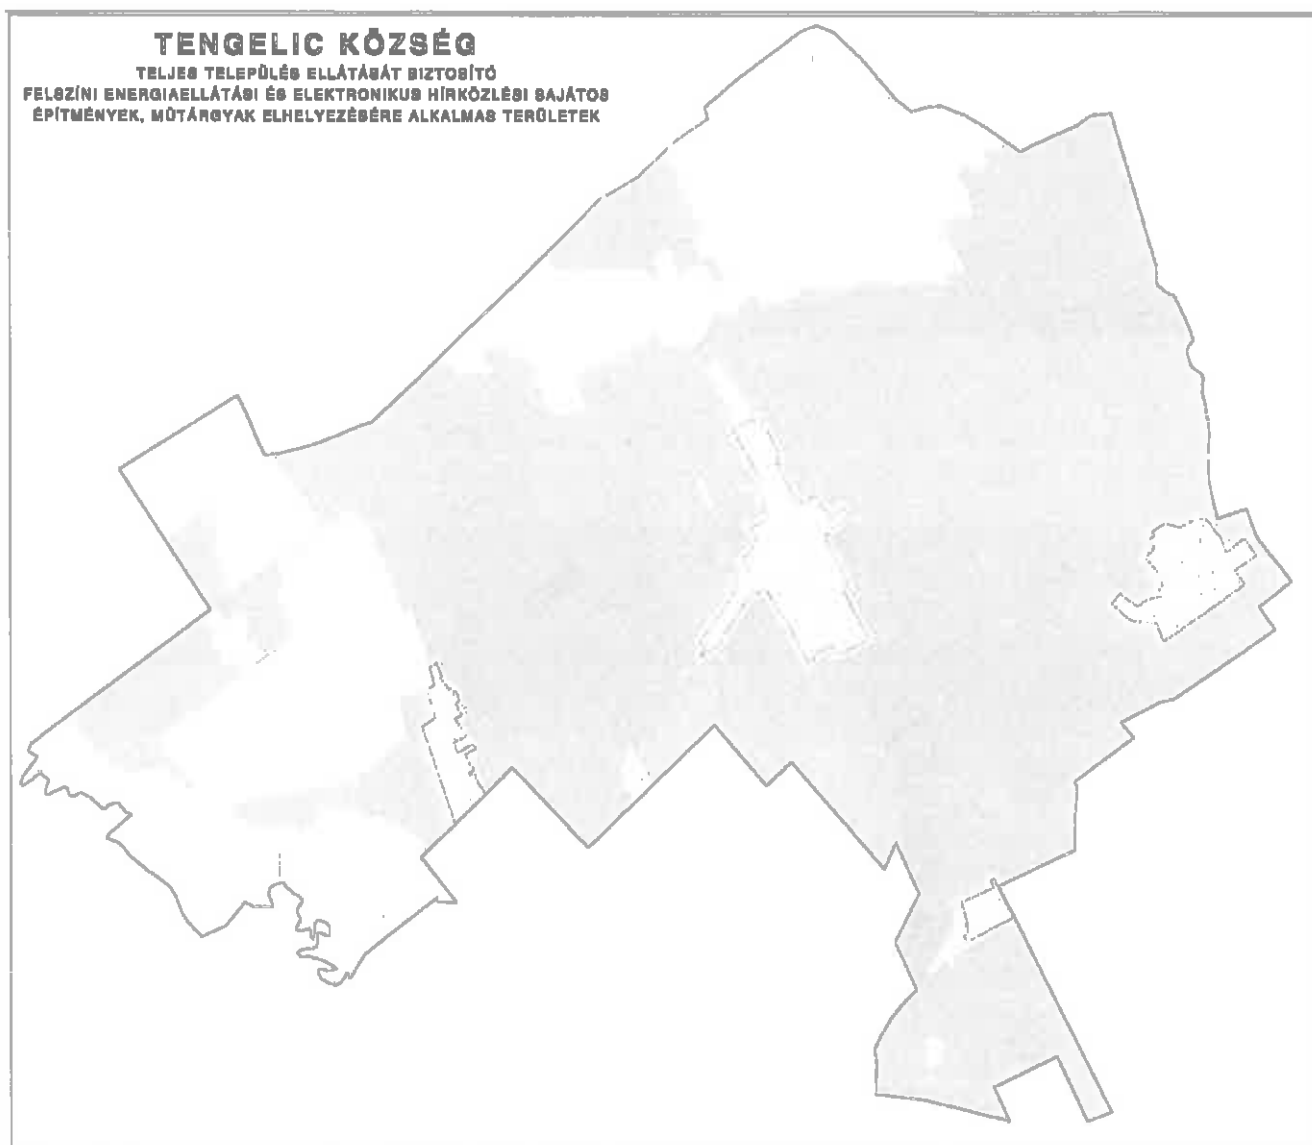 TENGELIC KÖZSÉG
TELJES TELEPÜLÉS ELLÁTÁSÁT BIZTOSÍTÓ
FELSZÍNI ENERGIAELLÁTÁSI ÉS ELEKTRONIKUS HÍRKÖZLÉSI SAJÁTOS
ÉPÍTMÉNYEK, MŰTÁRGYAK ELHELYEZÉSÉRE ALKALMAS TERÜLETEK